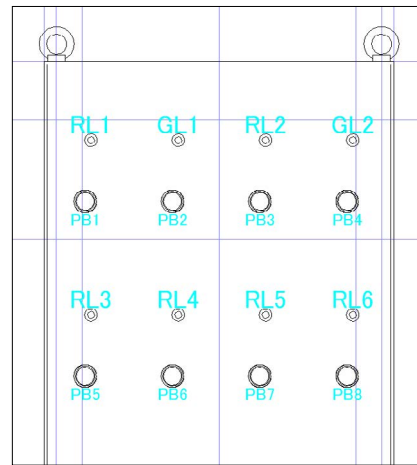 RL1 GL1 RL2 GL2
PB1 PB2 PB3 PB4
RL3 RL4 RL5 RL6
PB5 PB6 PB7 PB8